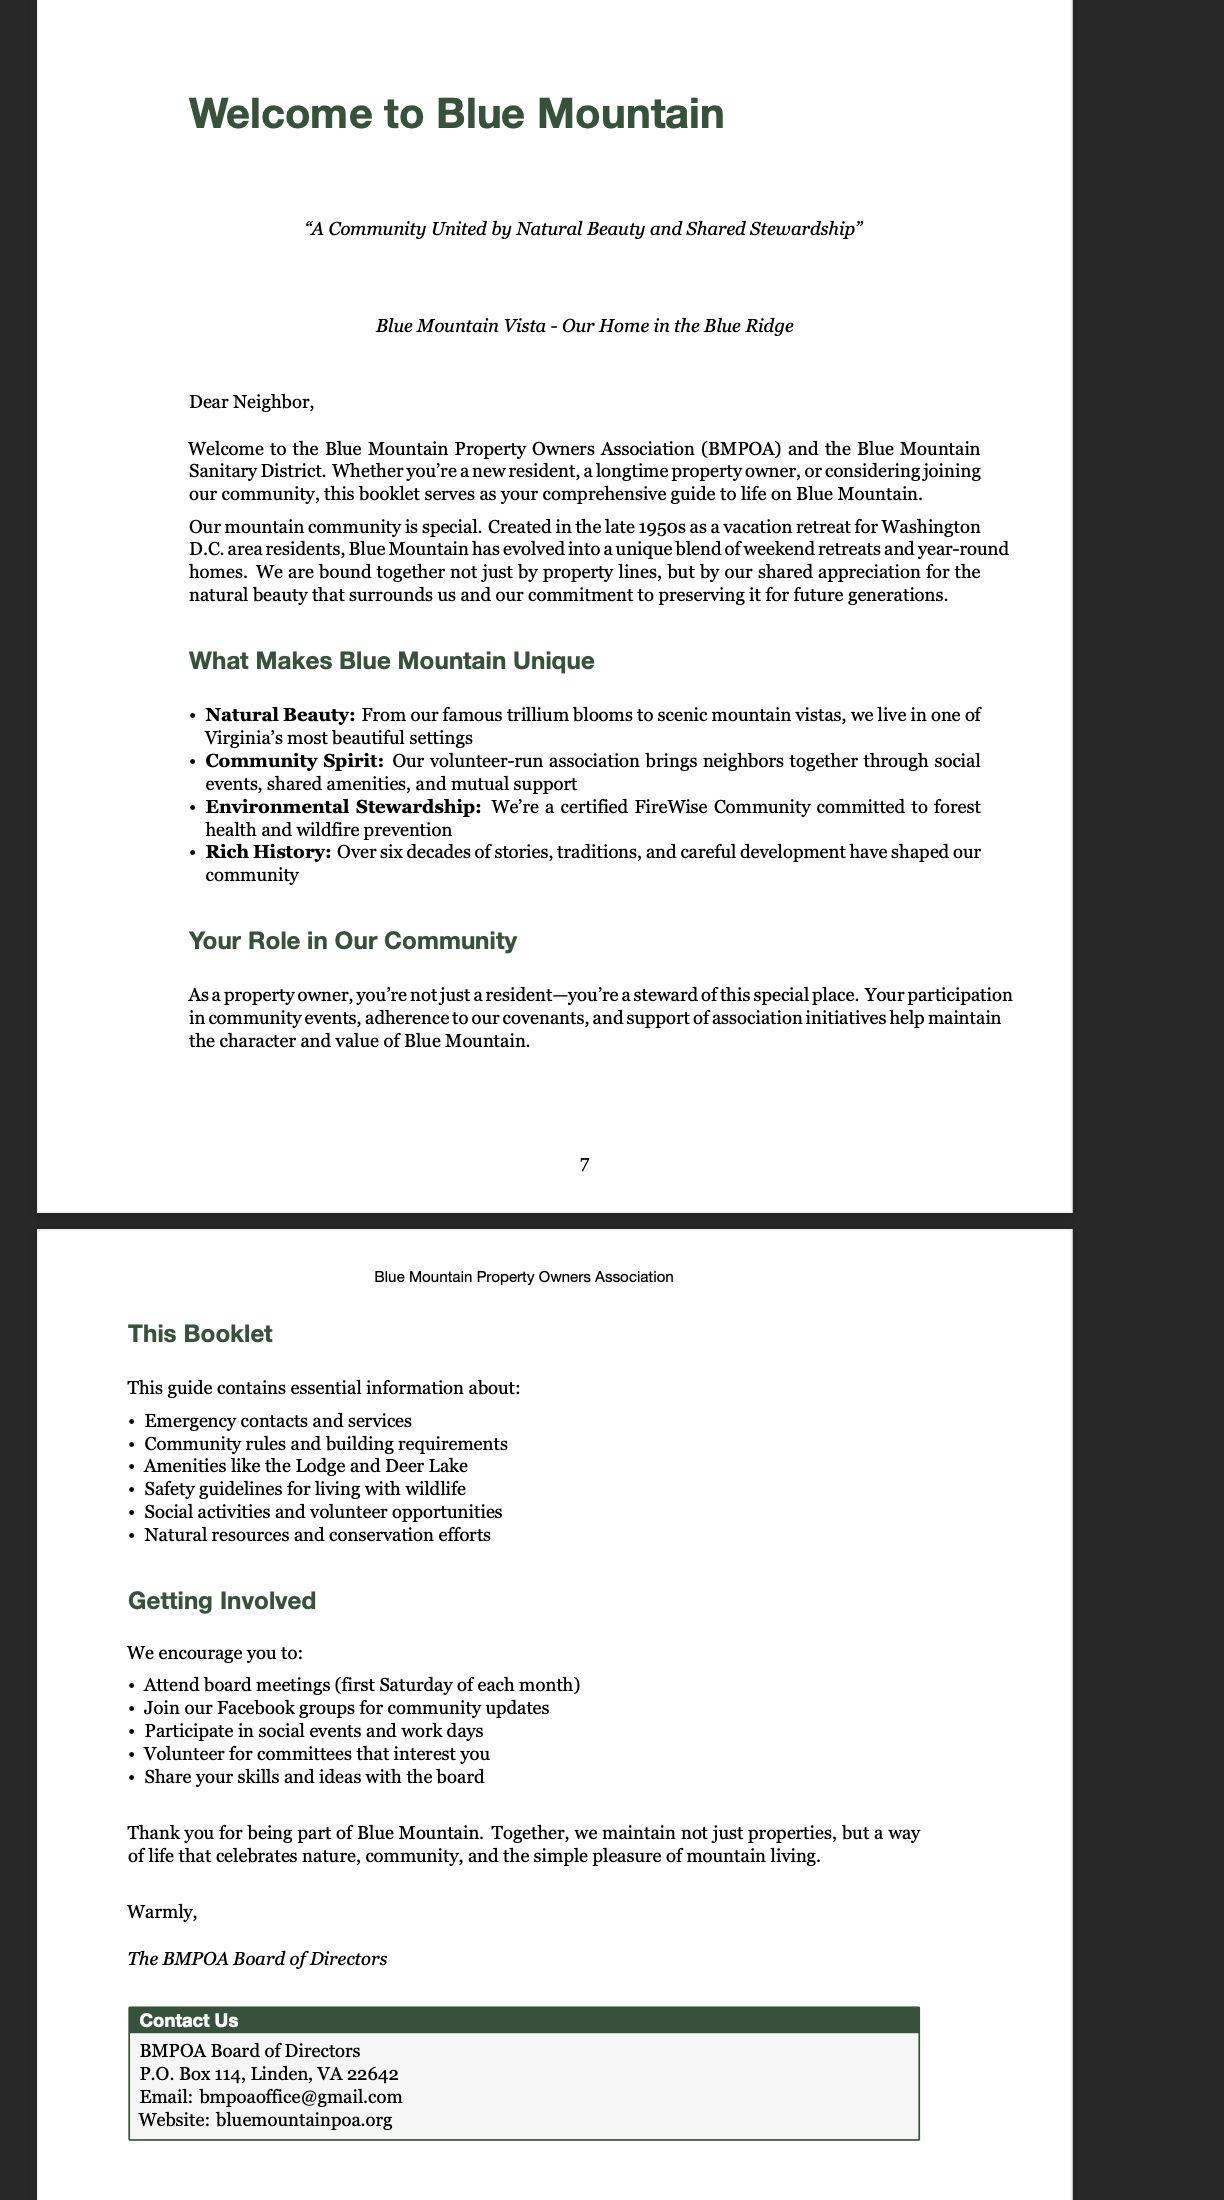 Welcome to Blue Mountain
“A Community United by Natural Beauty and Shared Stewardship”
Blue Mountain Vista - Our Home in the Blue Ridge
Dear Neighbor,
Welcome to the Blue Mountain Property Owners Association (BMPOA) and the Blue Mountain
Sanitary District. Whether you’re a new resident, a longtime property owner, or considering joining
our community, this booklet serves as your comprehensive guide to life on Blue Mountain.
Our mountain community is special. Created in the late 1950s as a vacation retreat for Washington
D.C. area residents, Blue Mountain has evolved into a unique blend of weekend retreats and year-round
homes. We are bound together not just by property lines, but by our shared appreciation for the
natural beauty that surrounds us and our commitment to preserving it for future generations.
What Makes Blue Mountain Unique
• Natural Beauty: From our famous trillium blooms to scenic mountain vistas, we live in one of
Virginia’s most beautiful settings
• Community Spirit: Our volunteer-run association brings neighbors together through social
events, shared amenities, and mutual support
• Environmental Stewardship: We’re a certified FireWise Community committed to forest
health and wildfire prevention
• Rich History: Over six decades of stories, traditions, and careful development have shaped our
community
Your Role in Our Community
As a property owner, you’re not just a resident—you’re a steward of this special place. Your participation
in community events, adherence to our covenants, and support of association initiatives help maintain
the character and value of Blue Mountain.
7
Blue Mountain Property Owners Association
This Booklet
This guide contains essential information about:
• Emergency contacts and services
• Community rules and building requirements
• Amenities like the Lodge and Deer Lake
• Safety guidelines for living with wildlife
• Social activities and volunteer opportunities
• Natural resources and conservation efforts
Getting Involved
We encourage you to:
• Attend board meetings (first Saturday of each month)
• Join our Facebook groups for community updates
• Participate in social events and work days
• Volunteer for committees that interest you
• Share your skills and ideas with the board
Thank you for being part of Blue Mountain. Together, we maintain not just properties, but a way
of life that celebrates nature, community, and the simple pleasure of mountain living.
Warmly,
The BMPOA Board of Directors
Contact Us
BMPOA Board of Directors
P.O. Box 114, Linden, VA 22642
Email: bmpoaoffice@gmail.com
Website: bluemountainpoa.org